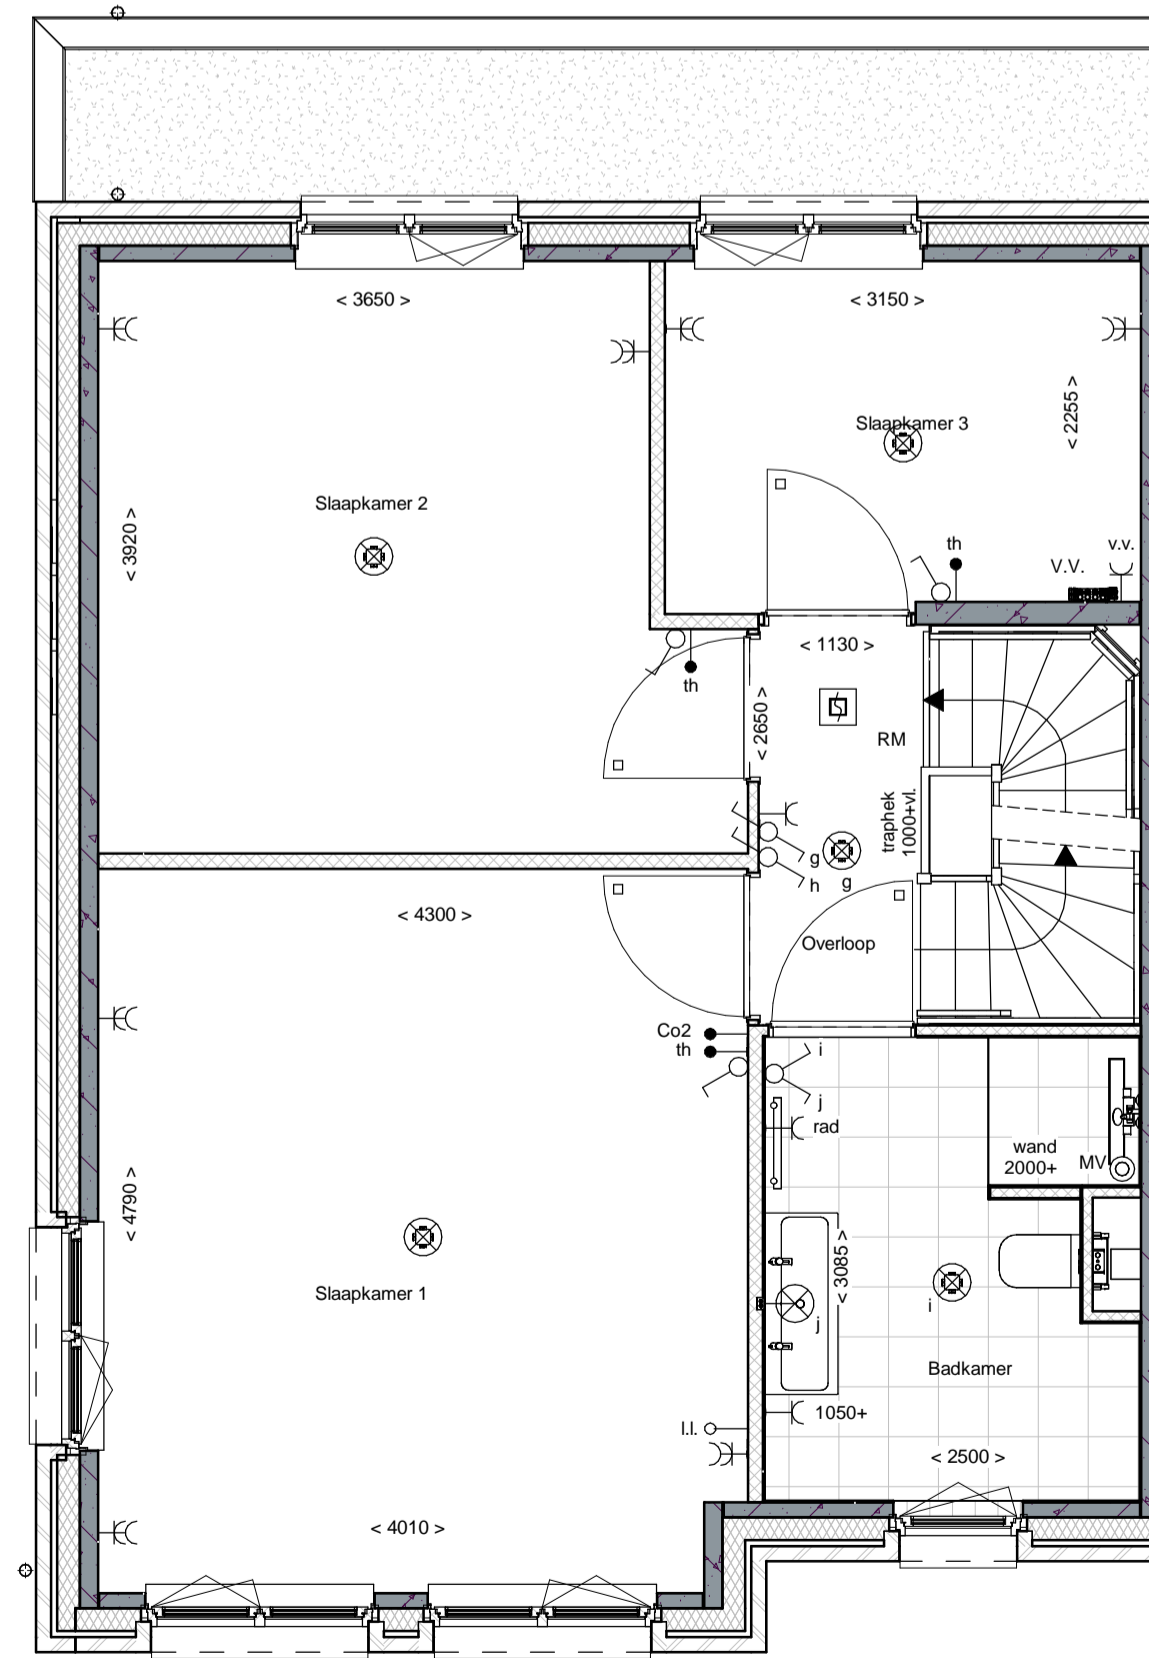 < 3650 >
< 3150 >
< 2255 >
Slaapkamer 3
Slaapkamer 2
< 3920 >
th
v.v.
V.V.
< 1130 >
th
< 2650 >
RM
traphek
1000+vl.
g
h
g
< 4300 >
Overloop
Co2
th
i
j
rad
wand
2000+
MV
< 4790 >
< 3085 >
Slaapkamer 1
i
j
Badkamer
1050+
l.l.
< 2500 >
< 4010 >